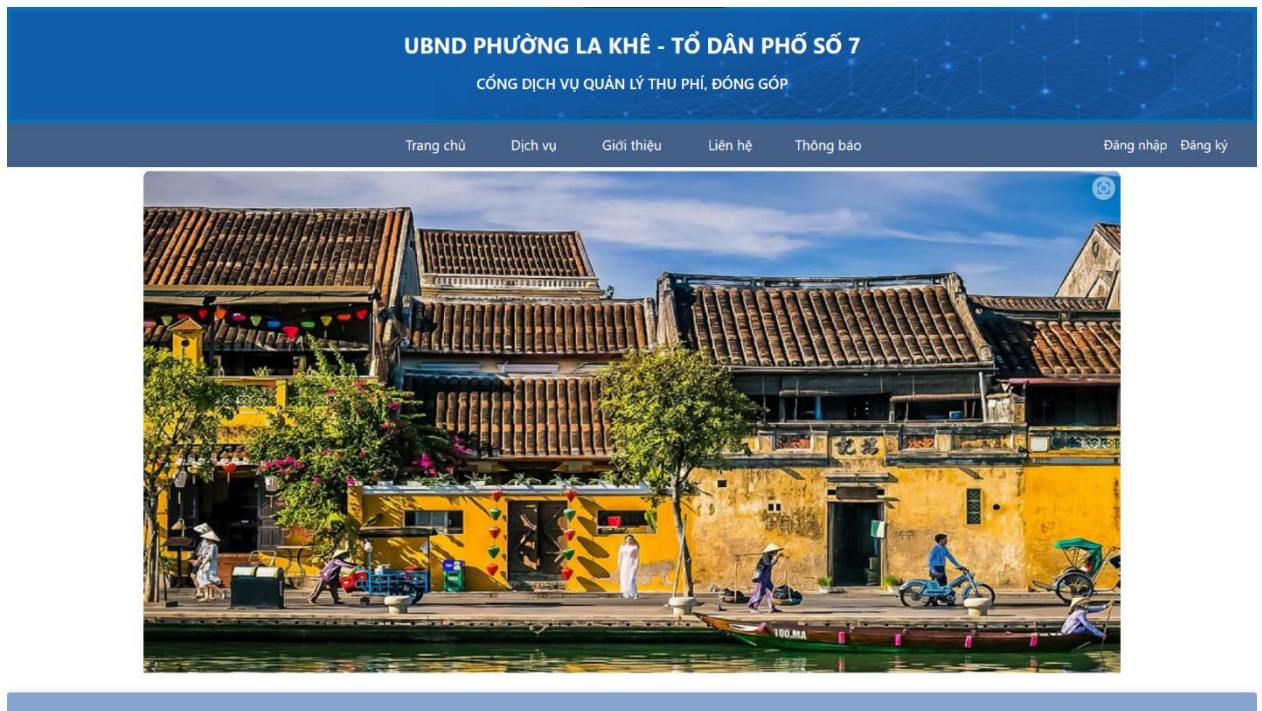 UBND PHƯỜNG LA KHÊ - TỔ DÂN PHỐ SỐ 7
CỔNG DỊCH VỤ QUẢN LÝ THU PHÍ, ĐÓNG GÓP
Trang chủ Dịch vụ Giới thiệu Liên hệ Thông báo Đăng nhập Đăng ký
100.MA